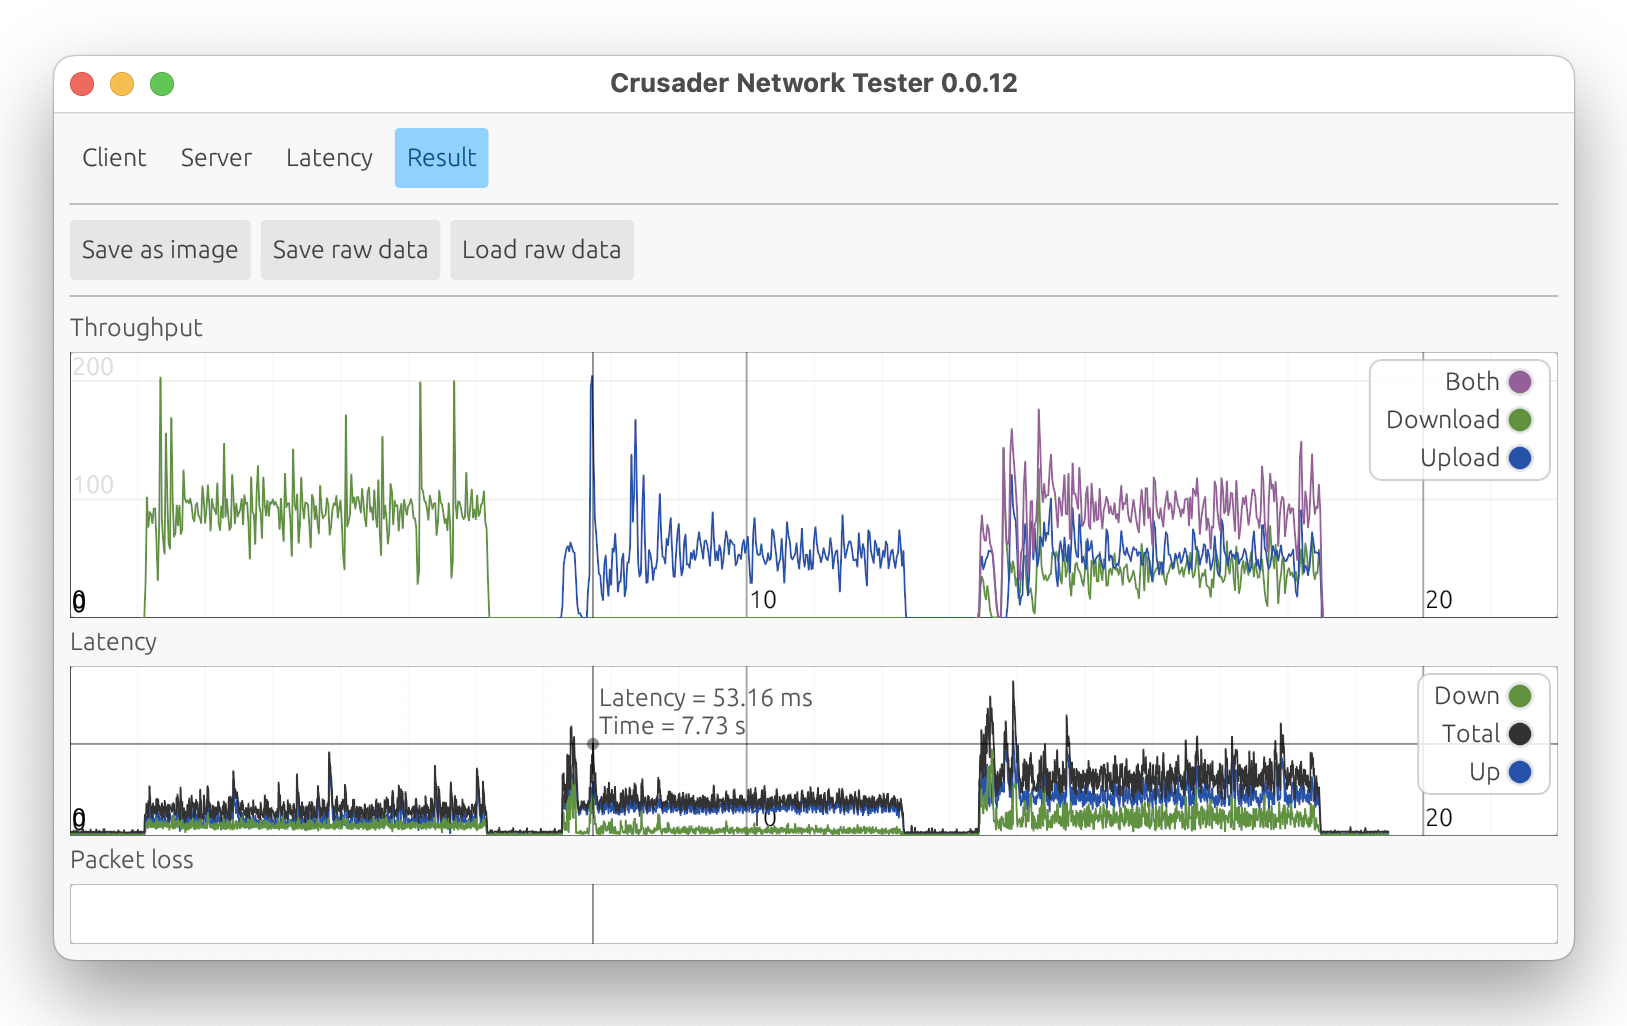 Crusader Network Tester 0.0.12
Client Server Latency Result
Save as image Save raw data Load raw data
Throughput
200
100
0
0
10
20
Both
Download
Upload
Latency
Latency = 53.16 ms
Time = 7.73 s
0
0
10
20
Down
Total
Up
Packet loss